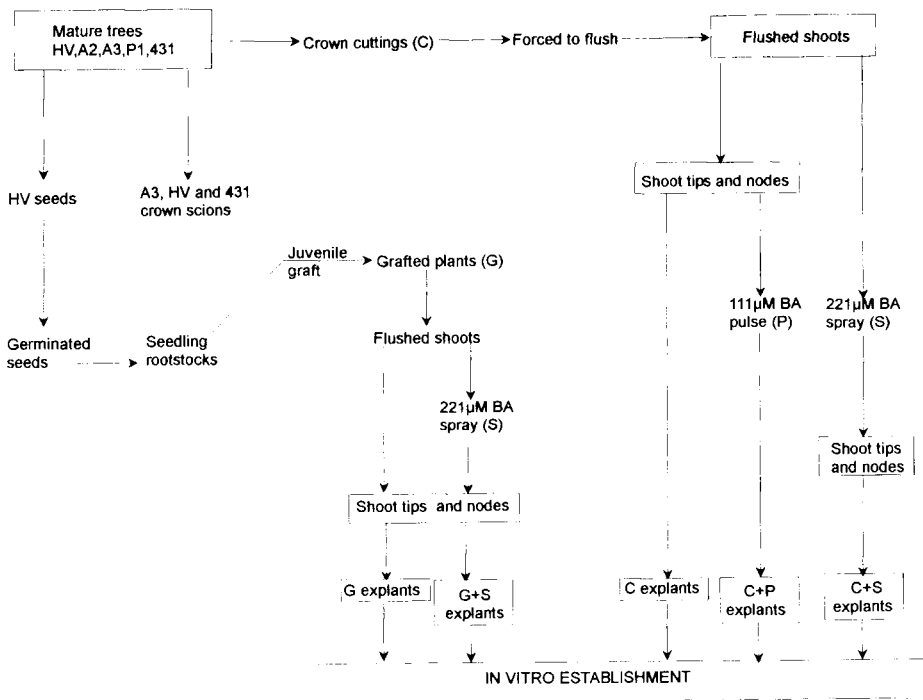 Mature trees
HV,A2,A3,P1,431
Crown cuttings (C)
Forced to flush
Flushed shoots
Shoot tips and nodes
HV seeds
A3, HV and 431
crown scions
Juvenile
graft
Grafted plants (G)
111µM BA
pulse (P)
221µM BA
spray (S)
Germinated
seeds
Seedling
rootstocks
Flushed shoots
221µM BA
spray (S)
Shoot tips
and nodes
Shoot tips and nodes
G explants
G+S
explants
C explants
C+P
explants
C+S
explants
IN VITRO ESTABLISHMENT